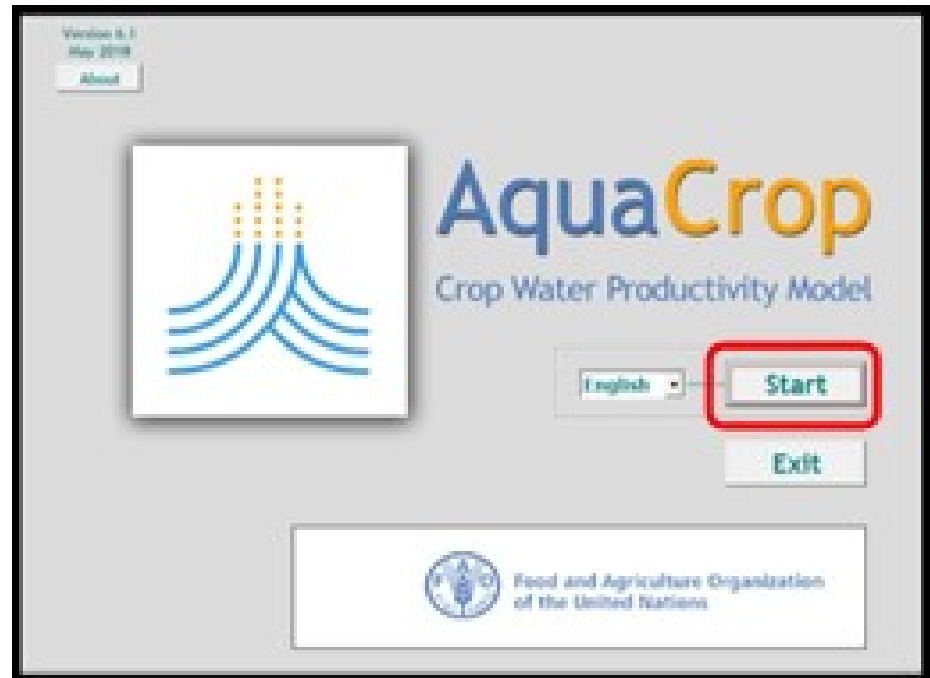 Version 6.1
May 2018
About
AquaCrop
Crop Water Productivity Model
English
Start
Exit
FAO
Food and Agriculture Organization
of the United Nations